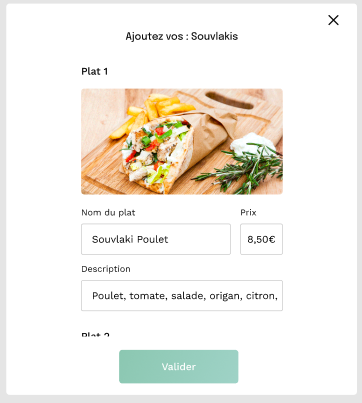 Ajoutez vos : Souvlakis
Plat 1
Nom du plat Prix
Souvlaki Poulet 8,50€
Description
Poulet, tomate, salade, origan, citron,
Plat 2
Valider